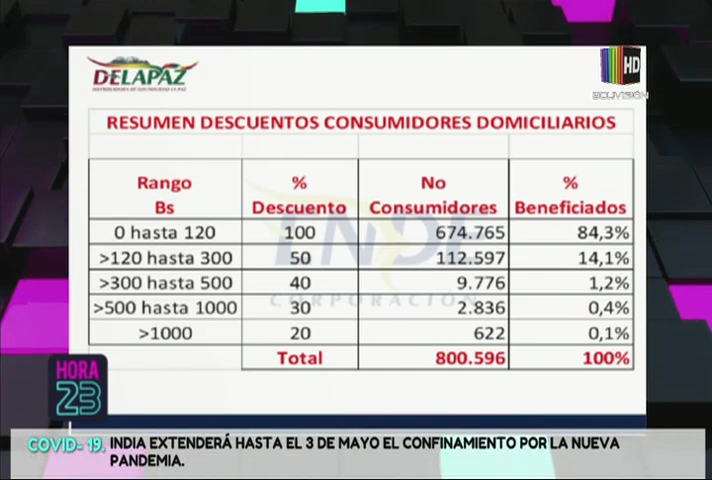 DELAPAZ
HD
BOLIVISIÓN
RESUMEN DESCUENTOS CONSUMIDORES DOMICILIARIOS
Rango Bs % Descuento No Consumidores % Beneficiados
0 hasta 120 100 674.765 84,3%
>120 hasta 300 50 112.597 14,1%
>300 hasta 500 40 9.776 1,2%
>500 hasta 1000 30 2.836 0,4%
>1000 20 622 0,1%
Total 800.596 100%
ENDE
CORPORACIÓN
HORA
23
COVID- 19. INDIA EXTENDERÁ HASTA EL 3 DE MAYO EL CONFINAMIENTO POR LA NUEVA
PANDEMIA.